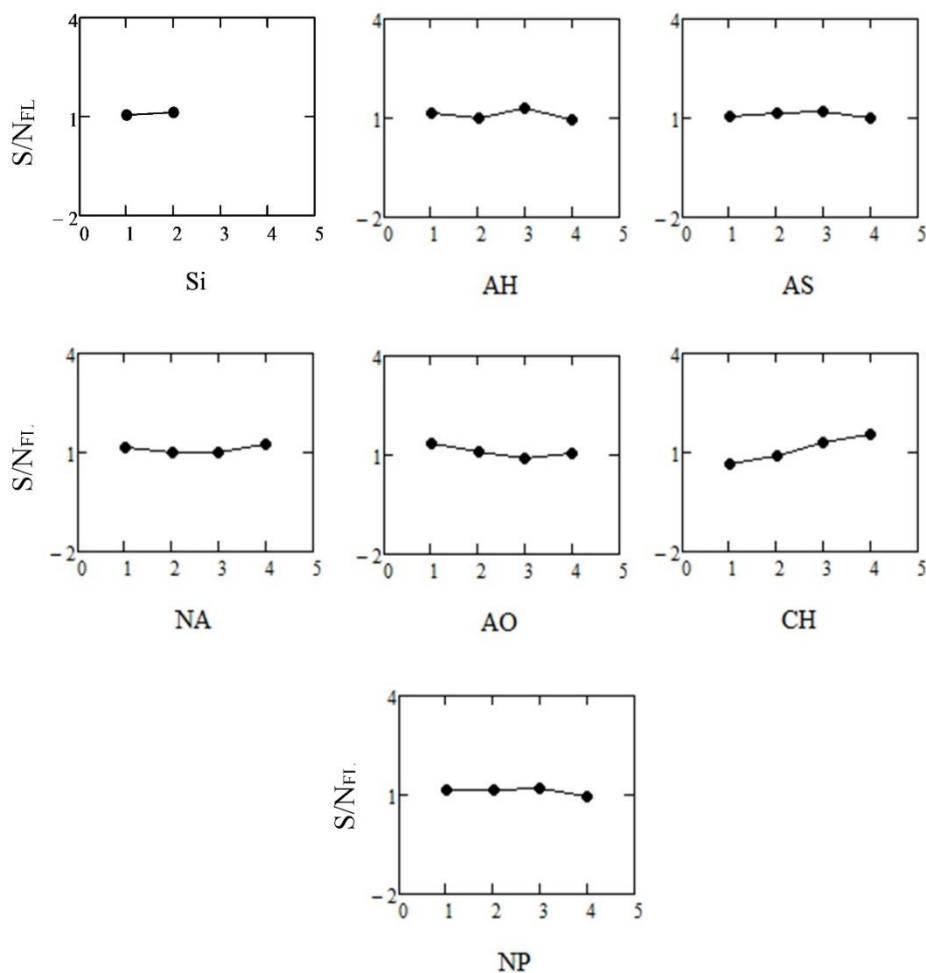 4 4 4
S/NFL 1 1 1
−2 −2 −2
0 1 2 3 4 5 0 1 2 3 4 5 0 1 2 3 4 5
Si AH AS
4 4 4
S/NFL 1 1 1
−2 −2 −2
0 1 2 3 4 5 0 1 2 3 4 5 0 1 2 3 4 5
NA AO CH
4
S/NFL 1
−2
0 1 2 3 4 5
NP